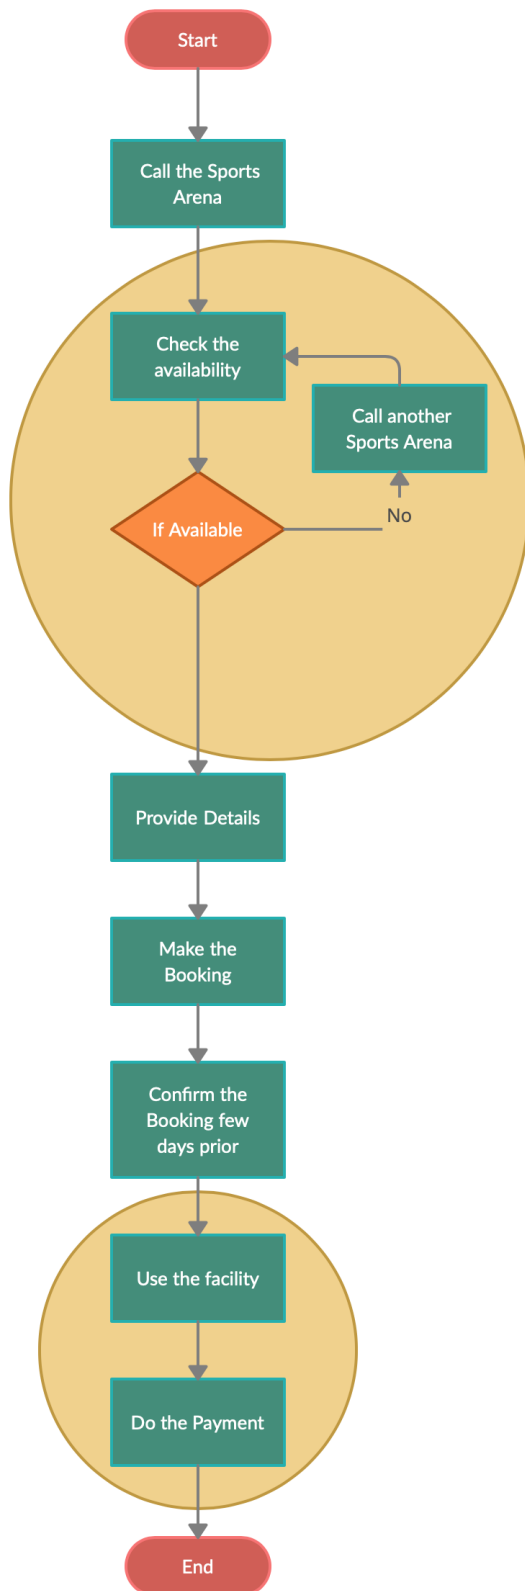 Start
Call the Sports
Arena
Check the
availability
Call another
Sports Arena
If Available
No
Provide Details
Make the
Booking
Confirm the
Booking few
days prior
Use the facility
Do the Payment
End